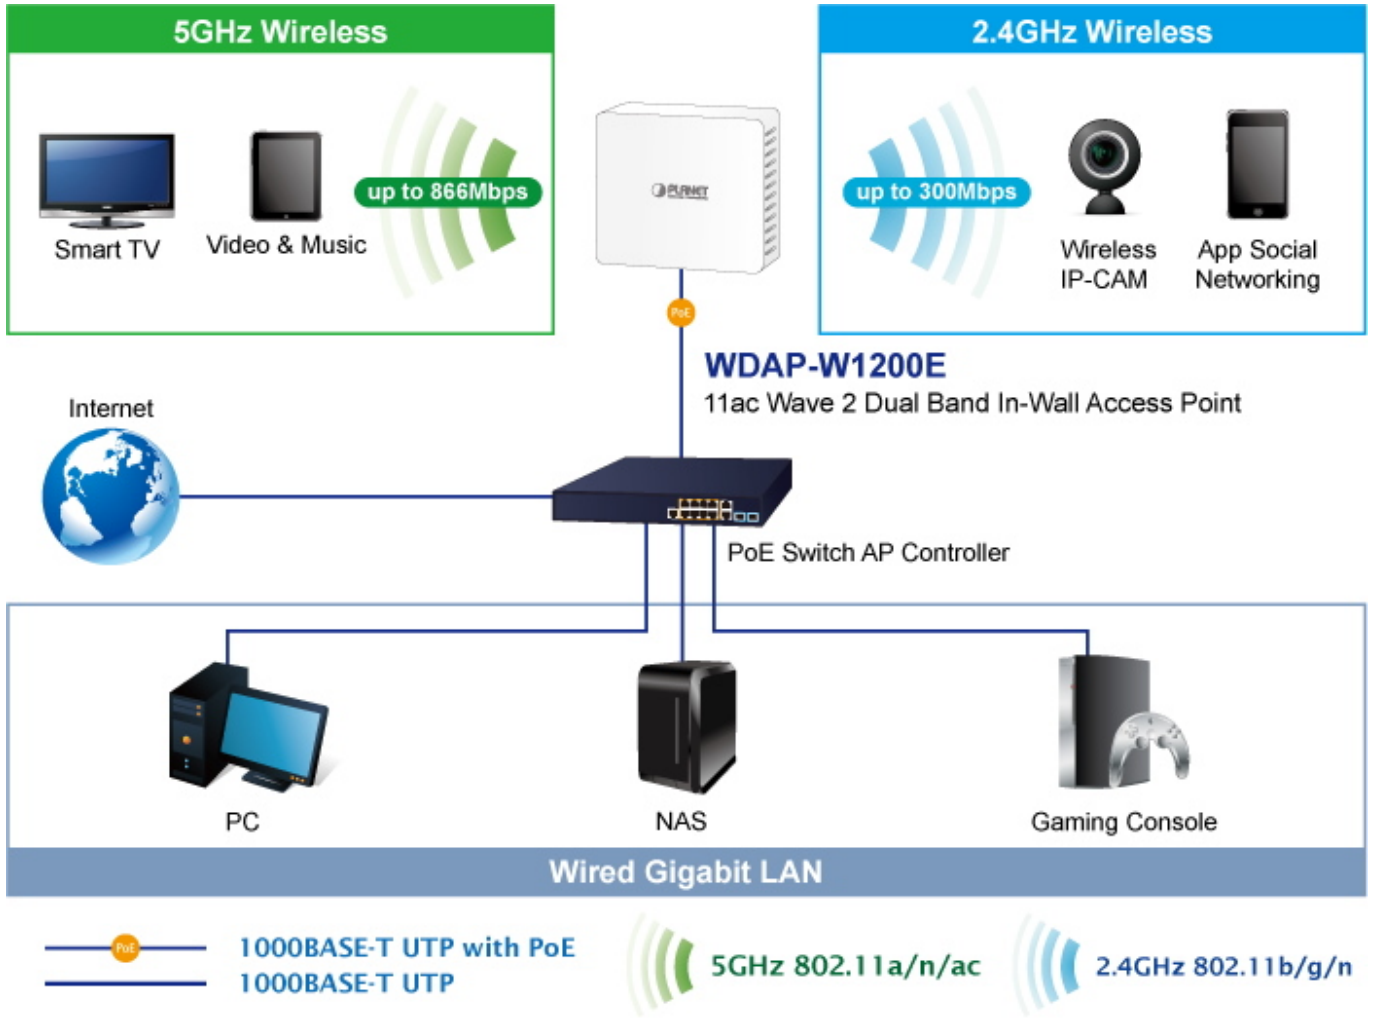 5GHz Wireless
2.4GHz Wireless
up to 866Mbps
Smart TV
Video & Music
PLANET
up to 300Mbps
Wireless
IP-CAM
App Social
Networking
PoE
WDAP-W1200E
11ac Wave 2 Dual Band In-Wall Access Point
Internet
PoE Switch AP Controller
PC
NAS
Gaming Console
Wired Gigabit LAN
PoE
1000BASE-T UTP with PoE
1000BASE-T UTP
5GHz 802.11a/n/ac
2.4GHz 802.11b/g/n